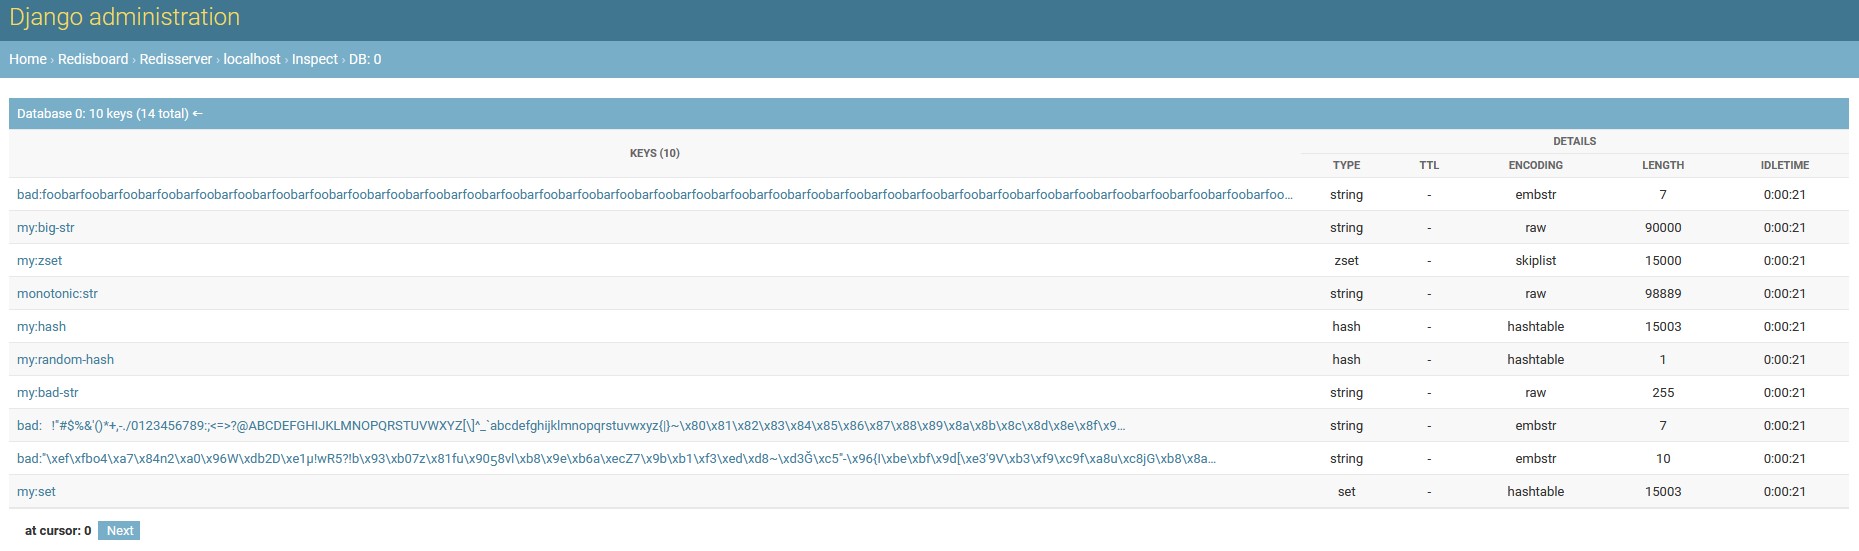 Django administration
Home › Redisboard › Redisserver › localhost › Inspect › DB: 0
Database 0: 10 keys (14 total) ←
KEYS (10) DETAILS
TYPE TTL ENCODING LENGTH IDLETIME
bad:foobarfoobarfoobarfoobarfoobarfoobarfoobarfoobarfoobarfoobarfoobarfoobarfoobarfoobarfoobarfoobarfoobarfoobarfoobarfoobarfoobarfoobarfoobarfoobarfoobarfoobarfoobarfoobarfoobarfoobarfoobarfoobarfoo… string - embstr 7 0:00:21
my:big-str string - raw 90000 0:00:21
my:zset zset - skiplist 15000 0:00:21
monotonic:str string - raw 98889 0:00:21
my:hash hash - hashtable 15003 0:00:21
my:random-hash hash - hashtable 1 0:00:21
my:bad-str string - raw 255 0:00:21
bad: !"#$%&'()*+,-./0123456789:;<=>?@ABCDEFGHIJKLMNOPQRSTUVWXYZ[\]^_`abcdefghijklmnopqrstuvwxyz{|}~\x80\x81\x82\x83\x84\x85\x86\x87\x88\x89\x8a\x8b\x8c\x8d\x8e\x8f\x9… string - embstr 7 0:00:21
bad:"\xef\xfbo4\xa7\x84n2\xa0\x96W\xdb2D\xe1µ!wR5?!b\x93\xb07z\x81fu\x9058vl\xb8\x9e\xb6a\xecZ7\x9b\xb1\xf3\xed\xd8~\xd3Ğ\xc5"-\x96{I\xbe\xbf\x9d[\xe3'9V\xb3\xf9\xc9f\xa8u\xc8jG\xb8\x8a… string - embstr 10 0:00:21
my:set set - hashtable 15003 0:00:21
at cursor: 0 Next